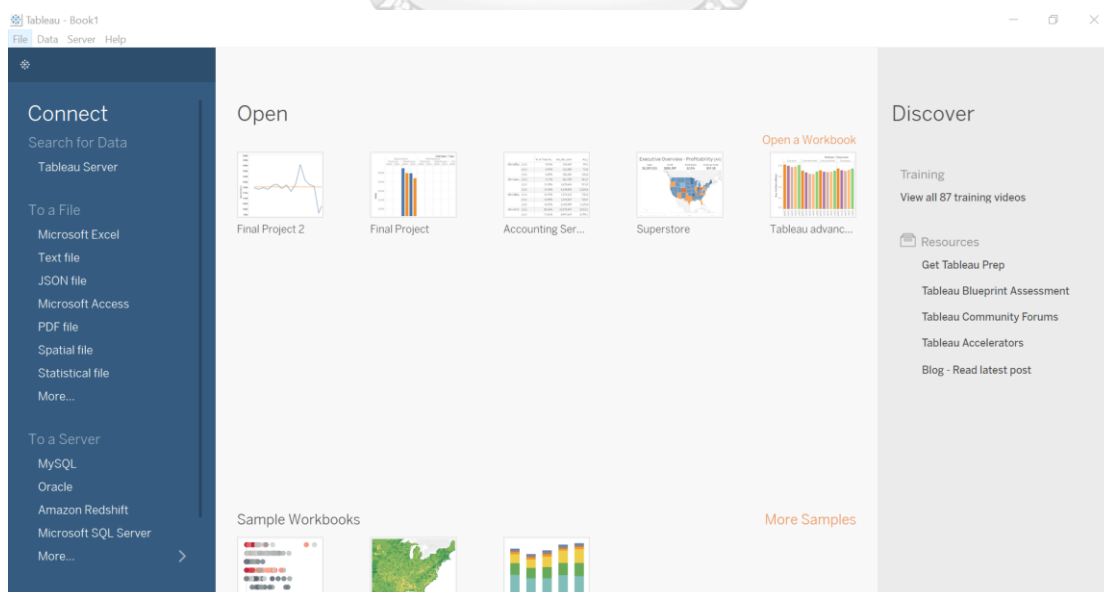 Tableau - Book1
File Data Server Help
Connect
Search for Data
Tableau Server
To a File
Microsoft Excel
Text file
JSON file
Microsoft Access
PDF file
Spatial file
Statistical file
More...
To a Server
MySQL
Oracle
Amazon Redshift
Microsoft SQL Server
More...
Open
Open a Workbook
Executive Overview - Profitability
Final Project 2
Final Project
Accounting Ser...
Superstore
Tableau advanc...
Sample Workbooks
More Samples
Discover
Training
View all 87 training videos
Resources
Get Tableau Prep
Tableau Blueprint Assessment
Tableau Community Forums
Tableau Accelerators
Blog - Read latest post